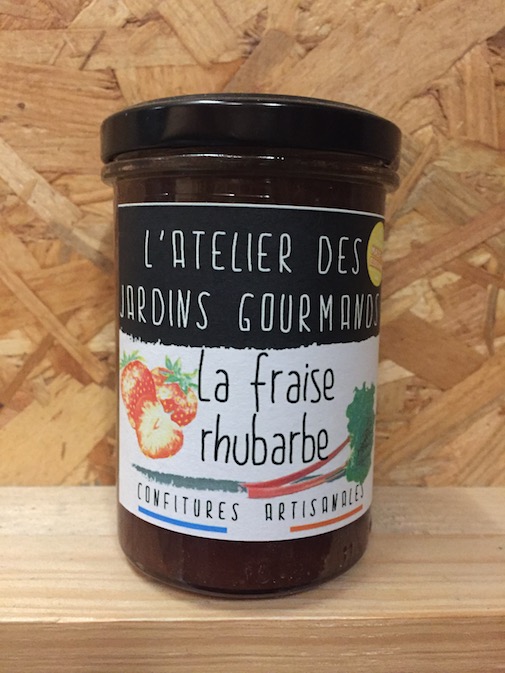 L'ATELIER DES
JARDINS GOURMANDS
La fraise
rhubarbe
CONFITURES ARTISANALES